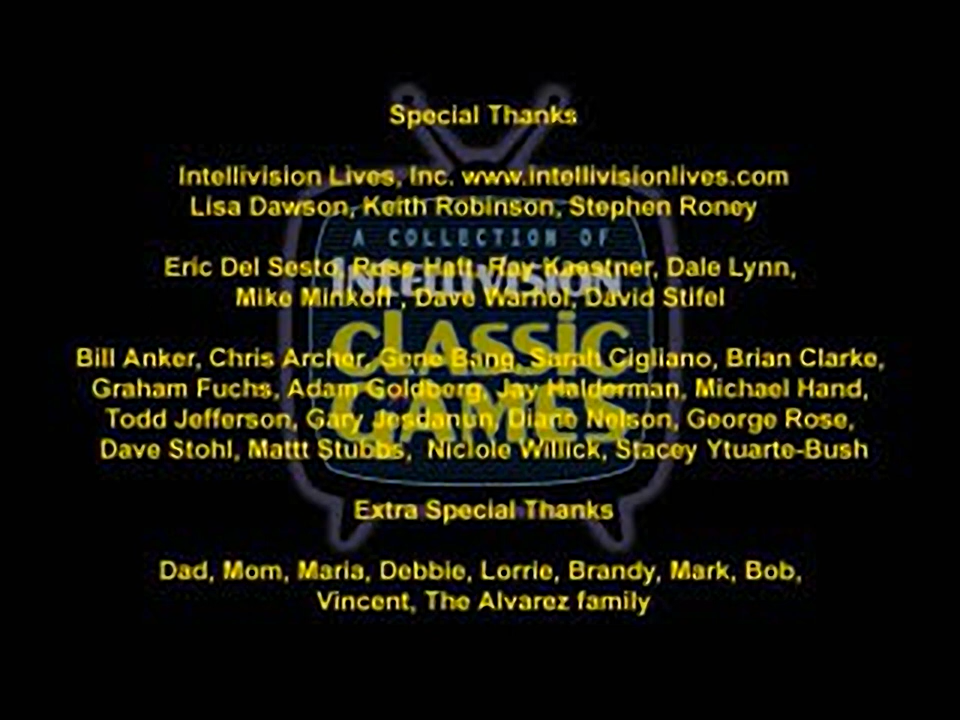 Special Thanks
Intellivision Lives, Inc. www.intellivisionlives.com
Lisa Dawson, Keith Robinson, Stephen Roney
A COLLECTION OF
Eric Del Sesto, Ross Haft, Ray Kaestner, Dale Lynn,
INTELLIVISION
Mike Minkoff , Dave Warhol, David Stifel
CLASSIC
Bill Anker, Chris Archer, Gene Bang, Sarah Cigliano, Brian Clarke,
Graham Fuchs, Adam Goldberg, Jay Halderman, Michael Hand,
GAMES
Todd Jefferson, Gary Jesdanun, Diane Nelson, George Rose,
Dave Stohl, Mattt Stubbs, Niclole Willick, Stacey Ytuarte-Bush
Extra Special Thanks
Dad, Mom, Maria, Debbie, Lorrie, Brandy, Mark, Bob,
Vincent, The Alvarez family